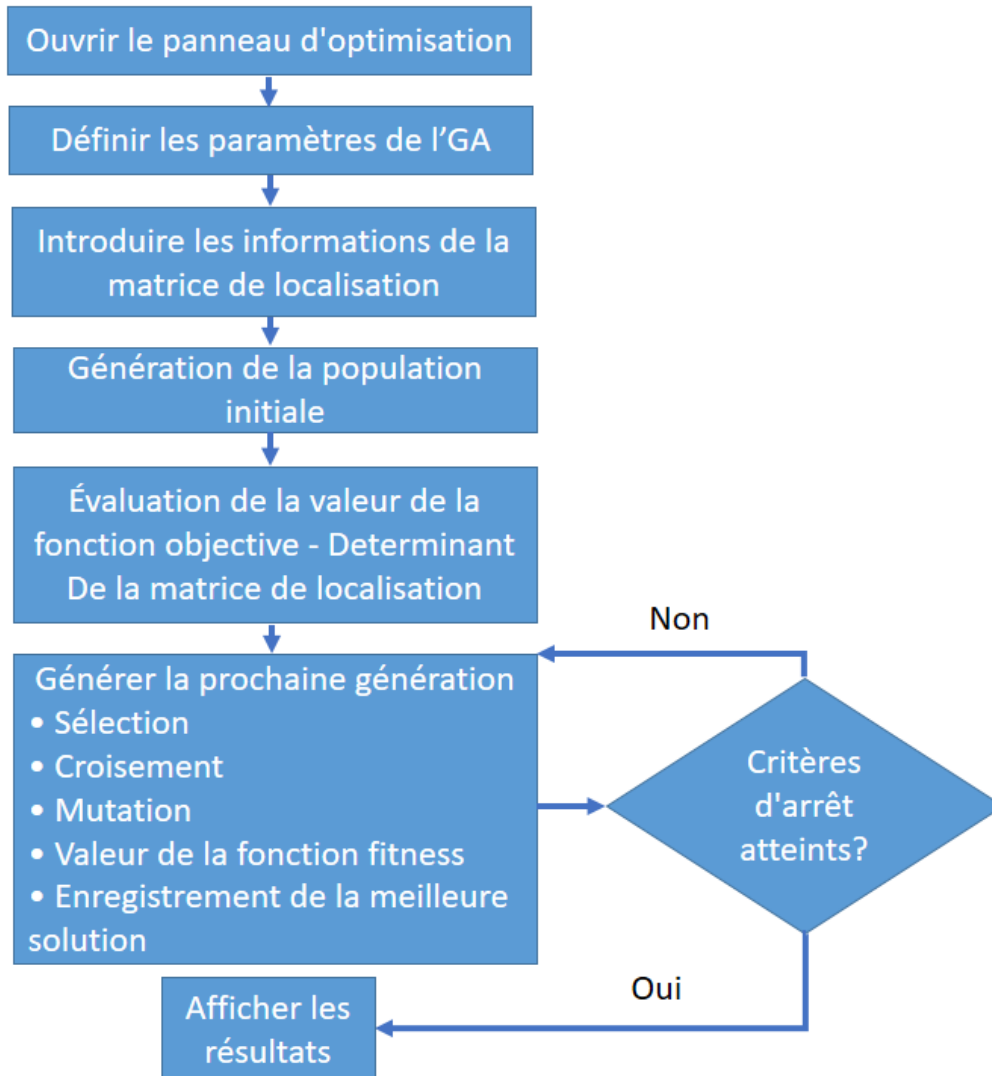 Ouvrir le panneau d'optimisation
Définir les paramètres de l’GA
Introduire les informations de la
matrice de localisation
Génération de la population
initiale
Évaluation de la valeur de la
fonction objective - Determinant
De la matrice de localisation
Générer la prochaine génération
• Sélection
• Croisement
• Mutation
• Valeur de la fonction fitness
• Enregistrement de la meilleure
solution
Non
Critères
d'arrêt
atteints?
Oui
Afficher les
résultats